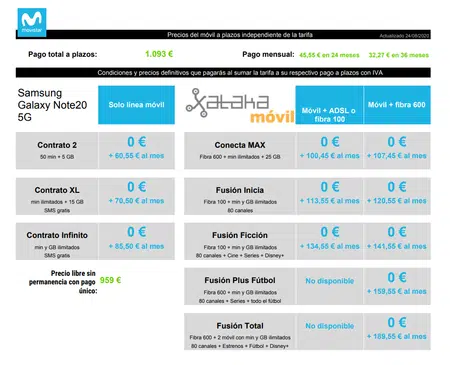 movistar
Precios del móvil a plazos independiente de la tarifa
Actualizado 24/08/2020
Pago total a plazos: 1.093 € Pago mensual: 45,55 € en 24 meses 32,27 € en 36 meses
Condiciones y precios definitivos que pagarás al sumar la tarifa a su respectivo pago a plazos con IVA
Samsung
Galaxy Note20
5G
Solo línea móvil
Contrato 2
50 min + 5 GB
0 €
+ 60,55 € al mes
Contrato XL
min ilimitados + 15 GB
SMS gratis
0 €
+ 70,50 € al mes
Contrato Infinito
min y GB ilimitados
SMS gratis
0 €
+ 85,50 € al mes
Precio libre sin
permanencia con pago
único:
959 €
Xataka
móvil
Móvil + ADSL o
fibra 100
Móvil + fibra 600
Conecta MAX
Fibra 600 + min ilimitados + 25 GB
0 €
+ 100,45 € al mes
0 €
+ 107,45 € al mes
Fusión Inicia
Fibra 100 + min y GB ilimitados
80 canales
0 €
+ 113,55 € al mes
0 €
+ 120,55 € al mes
Fusión Ficción
Fibra 100 + min y GB ilimitados
80 canales + Cine + Series + Disney+
0 €
+ 134,55 € al mes
0 €
+ 141,55 € al mes
Fusión Plus Fútbol
Fibra 600 + min y GB ilimitados
80 canales + Series + todo el fútbol
No disponible
0 €
+ 159,55 € al mes
Fusión Total
Fibra 600 + 2 móvil con min y GB ilimitados
80 canales + Estrenos + Fútbol + Disney+
No disponible
0 €
+ 189,55 € al mes